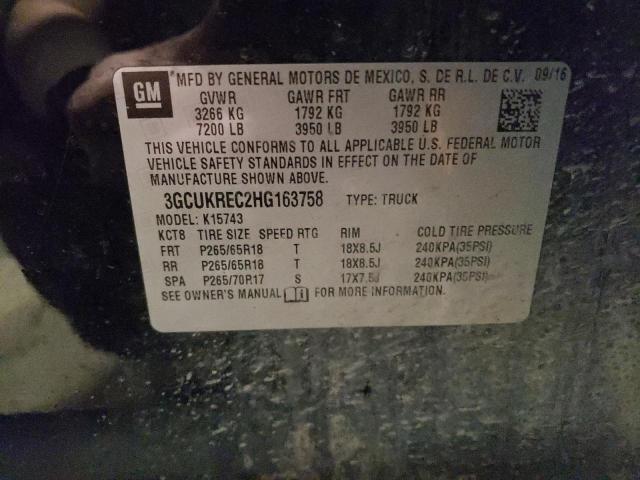 GM *MFD BY GENERAL MOTORS DE MEXICO, S. DE R.L. DE C.V. 09/16
GVWR GAWR FRT GAWR RR
3266 KG 1792 KG 1792 KG
7200 LB 3950 LB 3950 LB
THIS VEHICLE CONFORMS TO ALL APPLICABLE U.S. FEDERAL MOTOR
VEHICLE SAFETY STANDARDS IN EFFECT ON THE DATE OF
MANUFACTURE SHOWN ABOVE.
3GCUKREC2HG163758 TYPE: TRUCK
MODEL: K15743
KCT8 TIRE SIZE SPEED RTG RIM COLD TIRE PRESSURE
FRT P265/65R18 T 18X8.5J 240KPA(35PSI)
RR P265/65R18 T 18X8.5J 240KPA(35PSI)
SPA P265/70R17 S 17X7.5J 240KPA(35PSI)
SEE OWNER'S MANUAL FOR MORE INFORMATION.